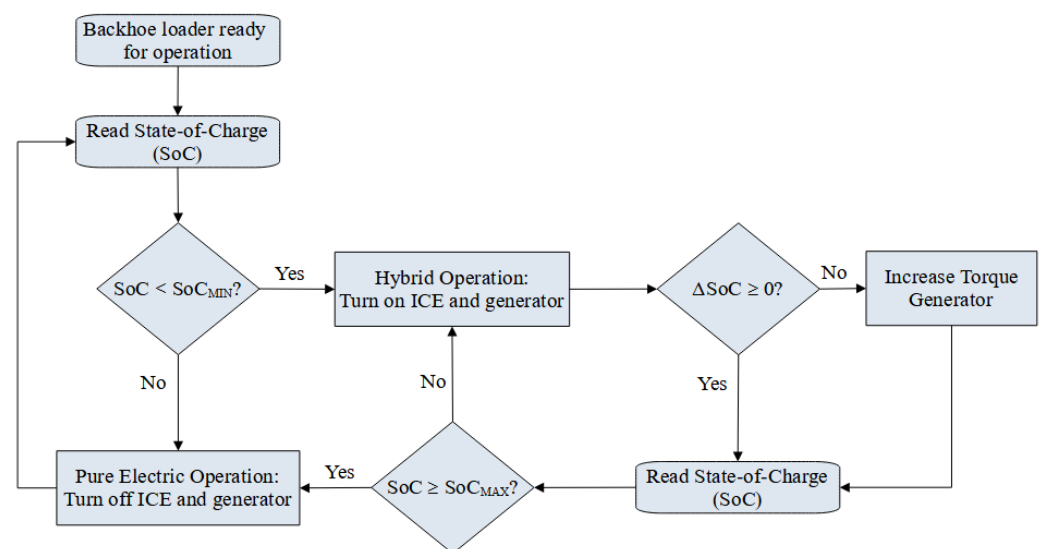 Backhoe loader ready
for operation
Read State-of-Charge
(SoC)
SoC < SoCMIN?
Yes
Hybrid Operation:
Turn on ICE and generator
ΔSoC ≥ 0?
No
Increase Torque
Generator
No
No
Yes
Pure Electric Operation:
Turn off ICE and generator
Yes
SoC ≥ SoCMAX?
Read State-of-Charge
(SoC)